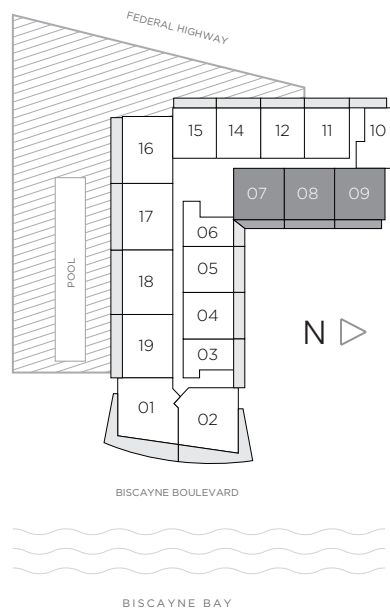 FEDERAL HIGHWAY
15 14 12 11 10
16
07 08 09
17
06
05
POOL
18
04
N
19
03
01
02
BISCAYNE BOULEVARD
BISCAYNE BAY